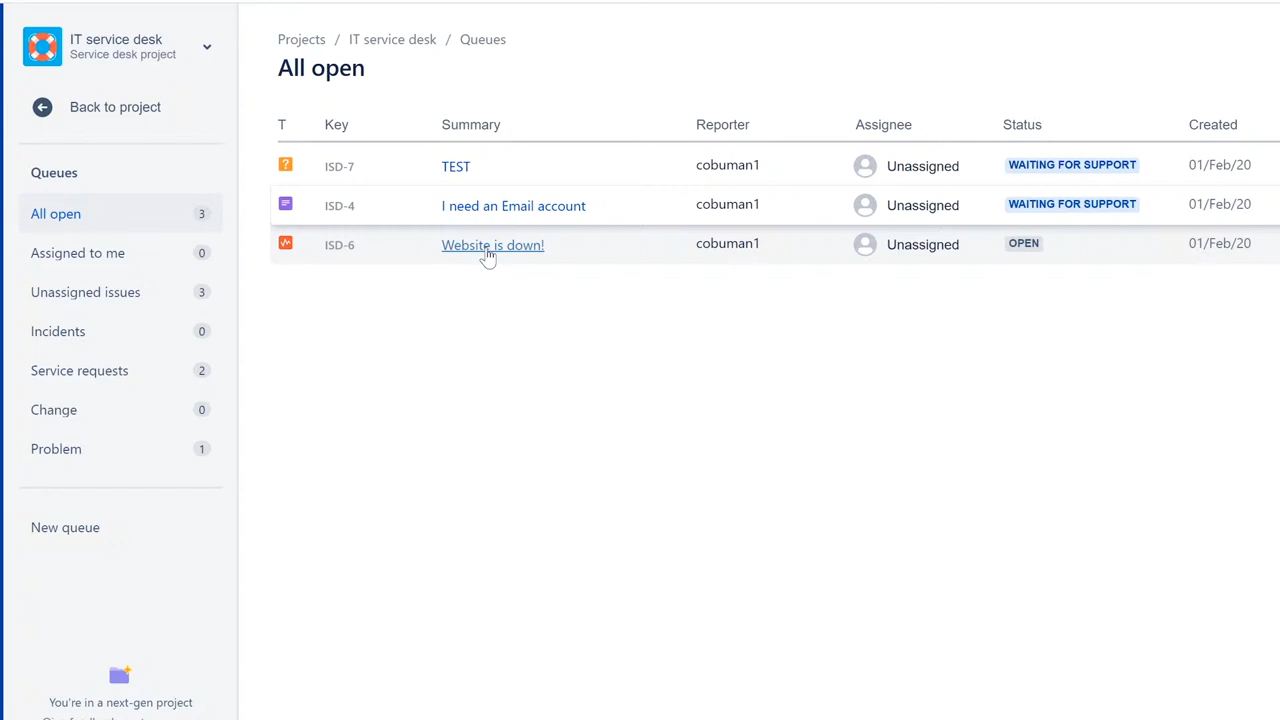 IT service desk
Service desk project
Back to project
Queues
All open 3
Assigned to me 0
Unassigned issues 3
Incidents 0
Service requests 2
Change 0
Problem 1
New queue
You're in a next-gen project
Projects / IT service desk / Queues
All open
T Key Summary Reporter Assignee Status Created
ISD-7 TEST cobuman1 Unassigned WAITING FOR SUPPORT 01/Feb/20
ISD-4 I need an Email account cobuman1 Unassigned WAITING FOR SUPPORT 01/Feb/20
ISD-6 Website is down! cobuman1 Unassigned OPEN 01/Feb/20